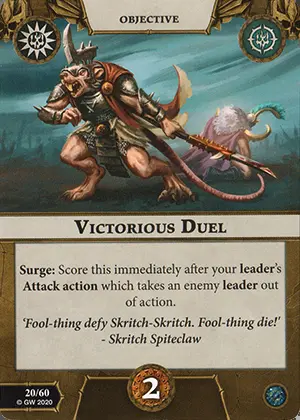 OBJECTIVE
VICTORIOUS DUEL
Surge: Score this immediately after your leader's
Attack action which takes an enemy leader out
of action.
'Fool-thing defy Skritch-Skritch. Fool-thing die!'
- Skritch Spiteclaw
20/60
© GW 2020
2